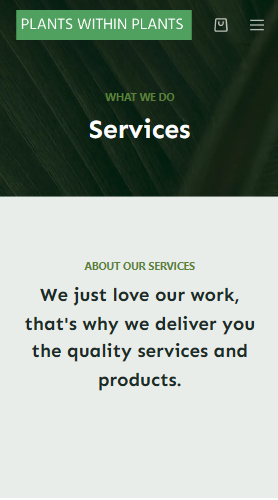 PLANTS WITHIN PLANTS
WHAT WE DO
Services
ABOUT OUR SERVICES
We just love our work,
that's why we deliver you
the quality services and
products.